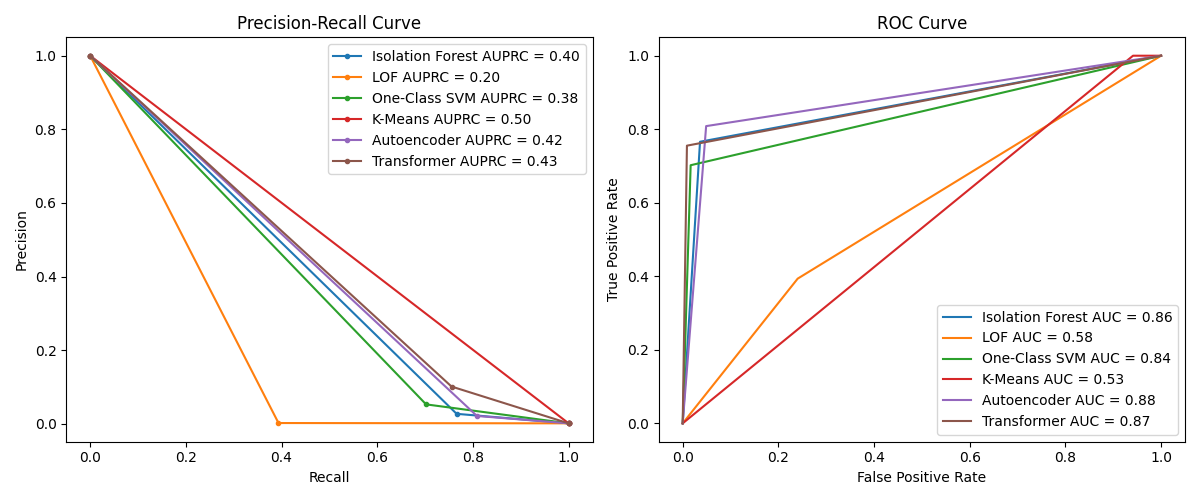 Precision-Recall Curve
Precision
1.0
0.8
0.6
0.4
0.2
0.0
0.0 0.2 0.4 0.6 0.8 1.0
Recall
Isolation Forest AUPRC = 0.40
LOF AUPRC = 0.20
One-Class SVM AUPRC = 0.38
K-Means AUPRC = 0.50
Autoencoder AUPRC = 0.42
Transformer AUPRC = 0.43
ROC Curve
True Positive Rate
1.0
0.8
0.6
0.4
0.2
0.0
0.0 0.2 0.4 0.6 0.8 1.0
False Positive Rate
Isolation Forest AUC = 0.86
LOF AUC = 0.58
One-Class SVM AUC = 0.84
K-Means AUC = 0.53
Autoencoder AUC = 0.88
Transformer AUC = 0.87